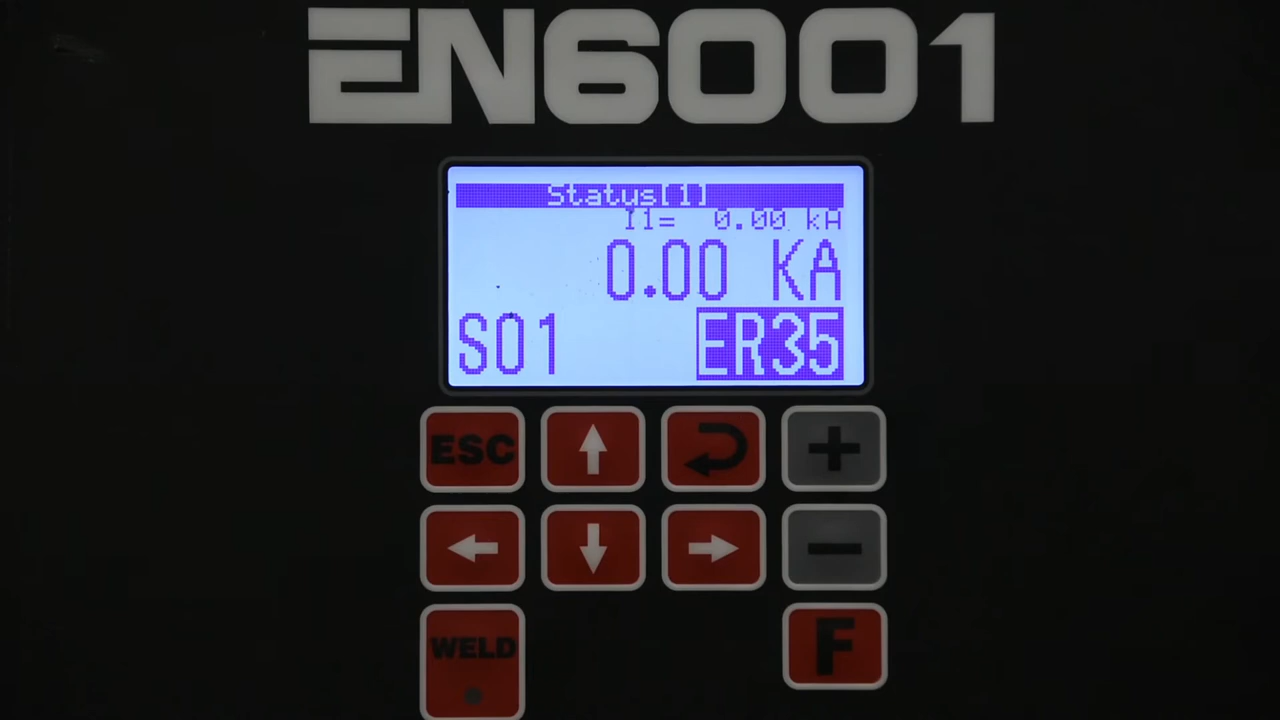 EN6001
Status[1]
I1= 0.00 kA
0.00 KA
S01 ER35
ESC
+
-
WELD F